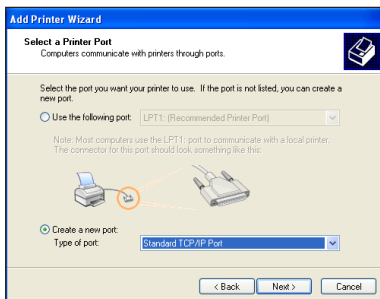 Add Printer Wizard
Select a Printer Port
Computers communicate with printers through ports.
Select the port you want your printer to use. If the port is not listed, you can create a
new port.
Use the following port: LPT1: (Recommended Printer Port)
Note: Most computers use the LPT1: port to communicate with a local printer.
The connector for this port should look something like this:
Create a new port:
Type of port: Standard TCP/IP Port
< Back Next > Cancel